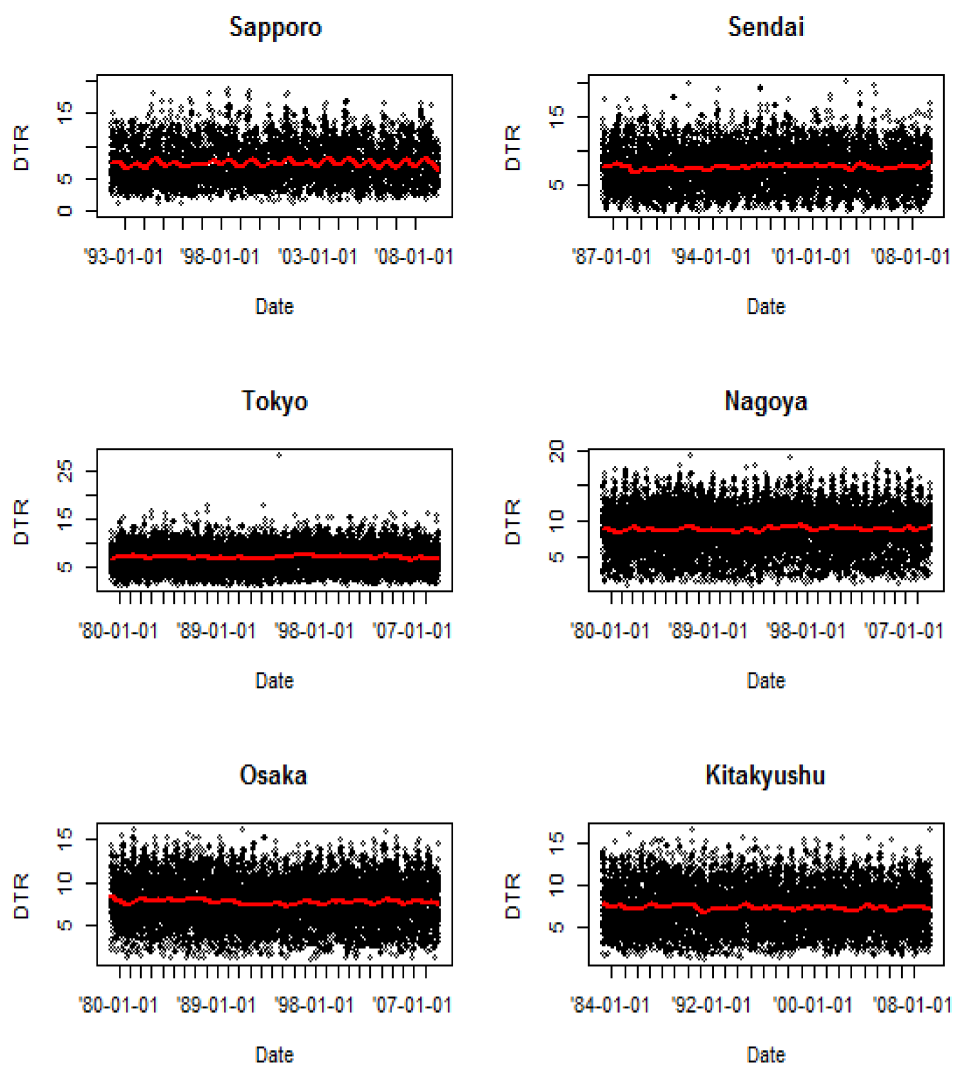 Sapporo
DTR
15
5
0
'93-01-01 '98-01-01 '03-01-01 '08-01-01
Date
Sendai
DTR
15
5
'87-01-01 '94-01-01 '01-01-01 '08-01-01
Date
Tokyo
DTR
25
15
5
'80-01-01 '89-01-01 '98-01-01 '07-01-01
Date
Nagoya
DTR
20
10
5
'80-01-01 '89-01-01 '98-01-01 '07-01-01
Date
Osaka
DTR
15
10
5
'80-01-01 '89-01-01 '98-01-01 '07-01-01
Date
Kitakyushu
DTR
15
10
5
'84-01-01 '92-01-01 '00-01-01 '08-01-01
Date